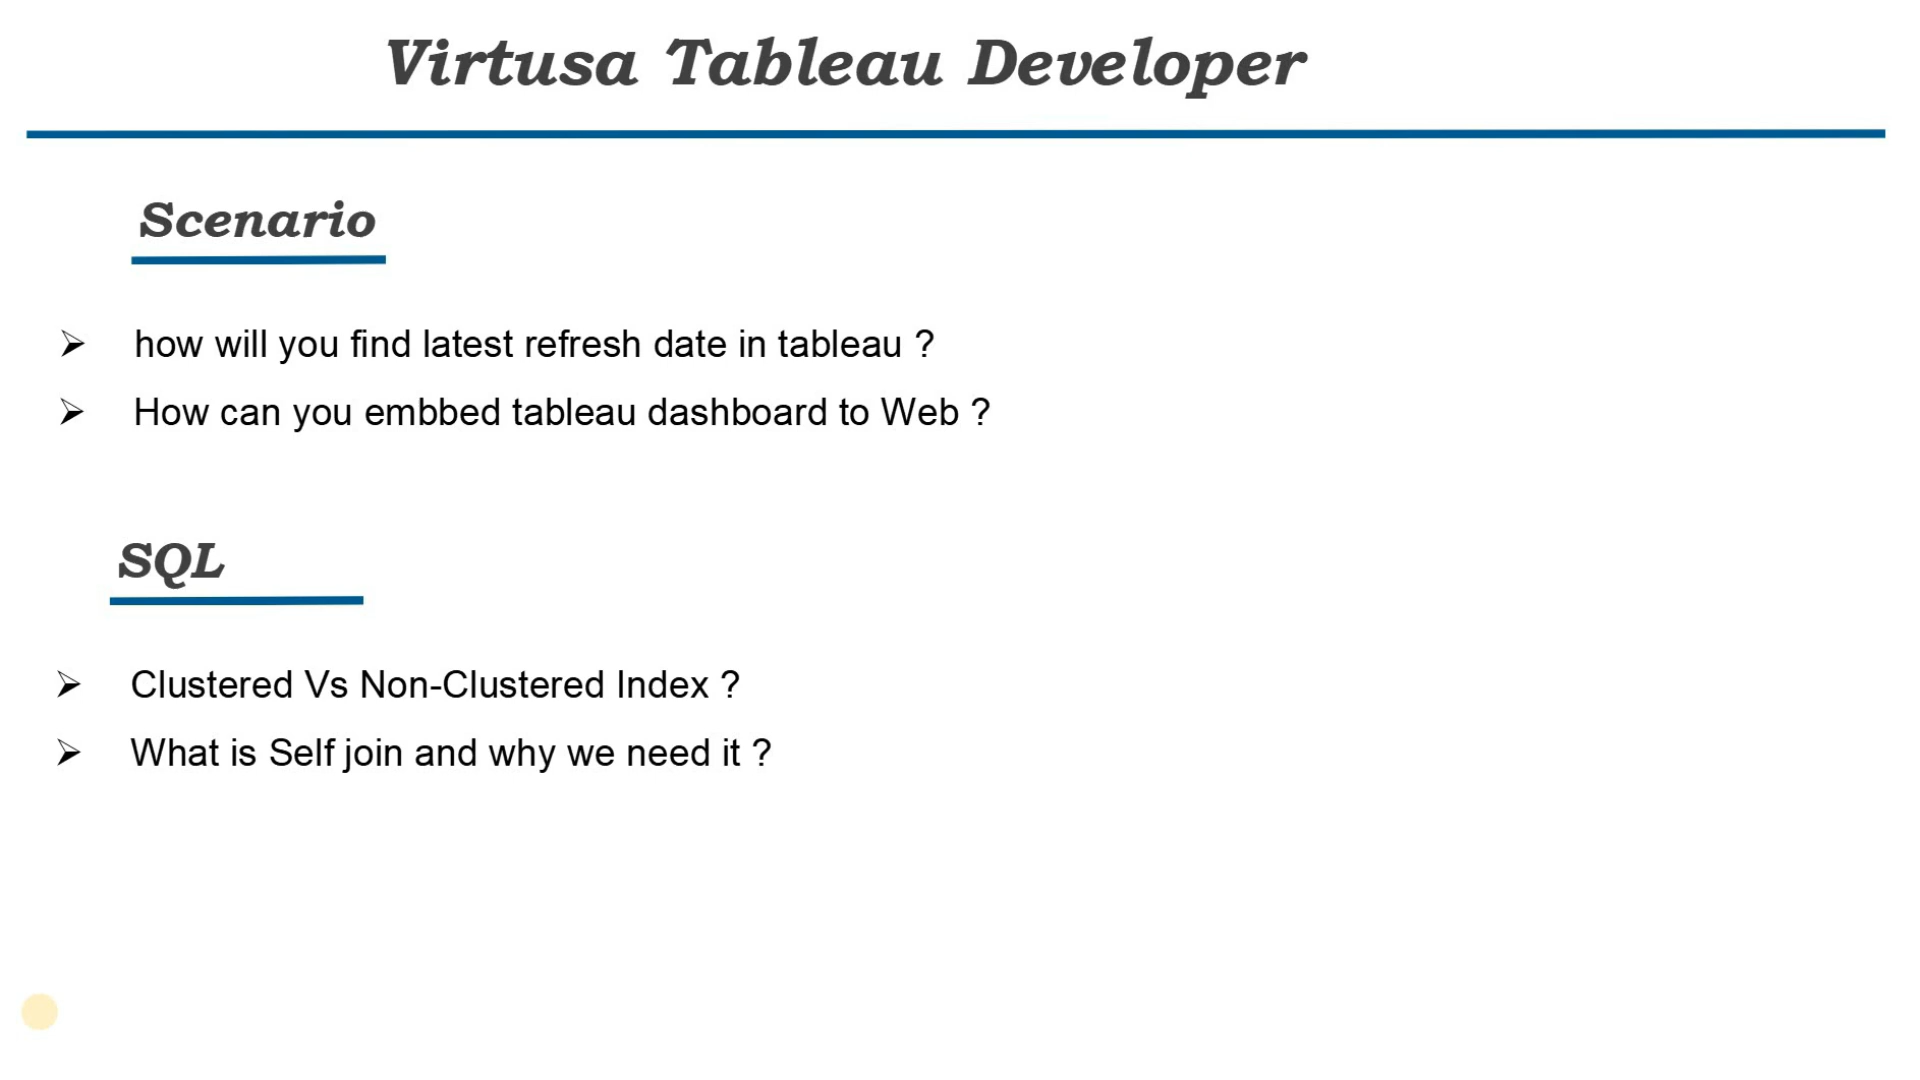 Virtusa Tableau Developer
Scenario
how will you find latest refresh date in tableau ?
How can you embbed tableau dashboard to Web ?
SQL
Clustered Vs Non-Clustered Index ?
What is Self join and why we need it ?